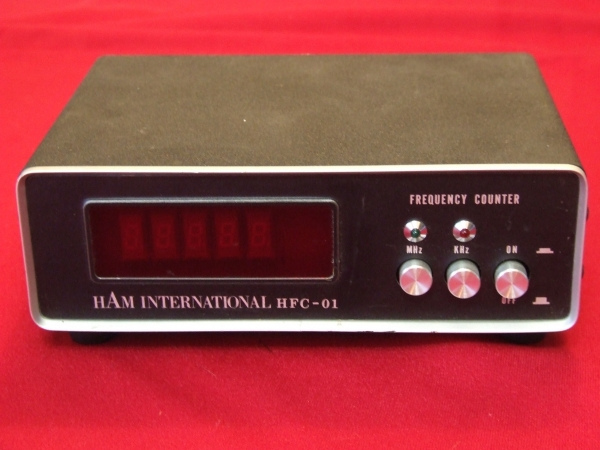 FREQUENCY COUNTER
MHz KHz ON
OFF
HAM INTERNATIONAL HFC-01